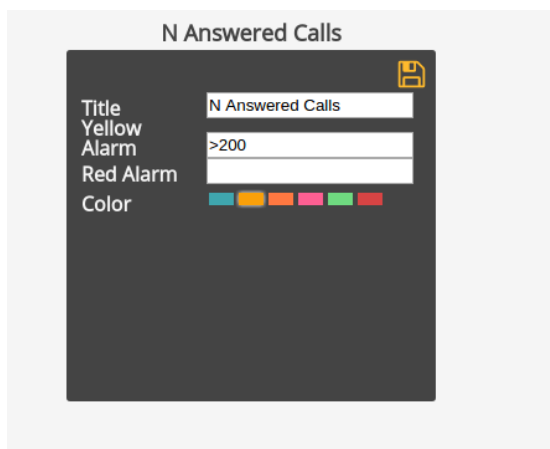 N Answered Calls
Title
N Answered Calls
Yellow
Alarm
>200
Red Alarm
Color